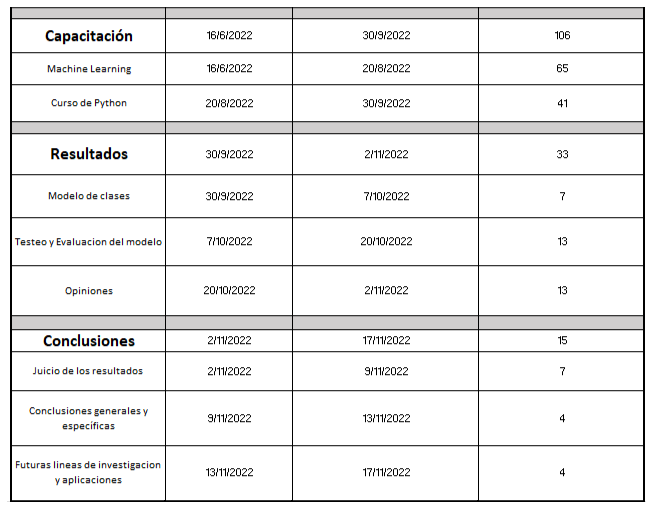 Capacitación 16/6/2022 30/9/2022 106
Machine Learning 16/6/2022 20/8/2022 65
Curso de Python 20/8/2022 30/9/2022 41
Resultados 30/9/2022 2/11/2022 33
Modelo de clases 30/9/2022 7/10/2022 7
Testeo y Evaluacion del modelo 7/10/2022 20/10/2022 13
Opiniones 20/10/2022 2/11/2022 13
Conclusiones 2/11/2022 17/11/2022 15
Juicio de los resultados 2/11/2022 9/11/2022 7
Conclusiones generales y
específicas 9/11/2022 13/11/2022 4
Futuras lineas de investigacion
y aplicaciones 13/11/2022 17/11/2022 4